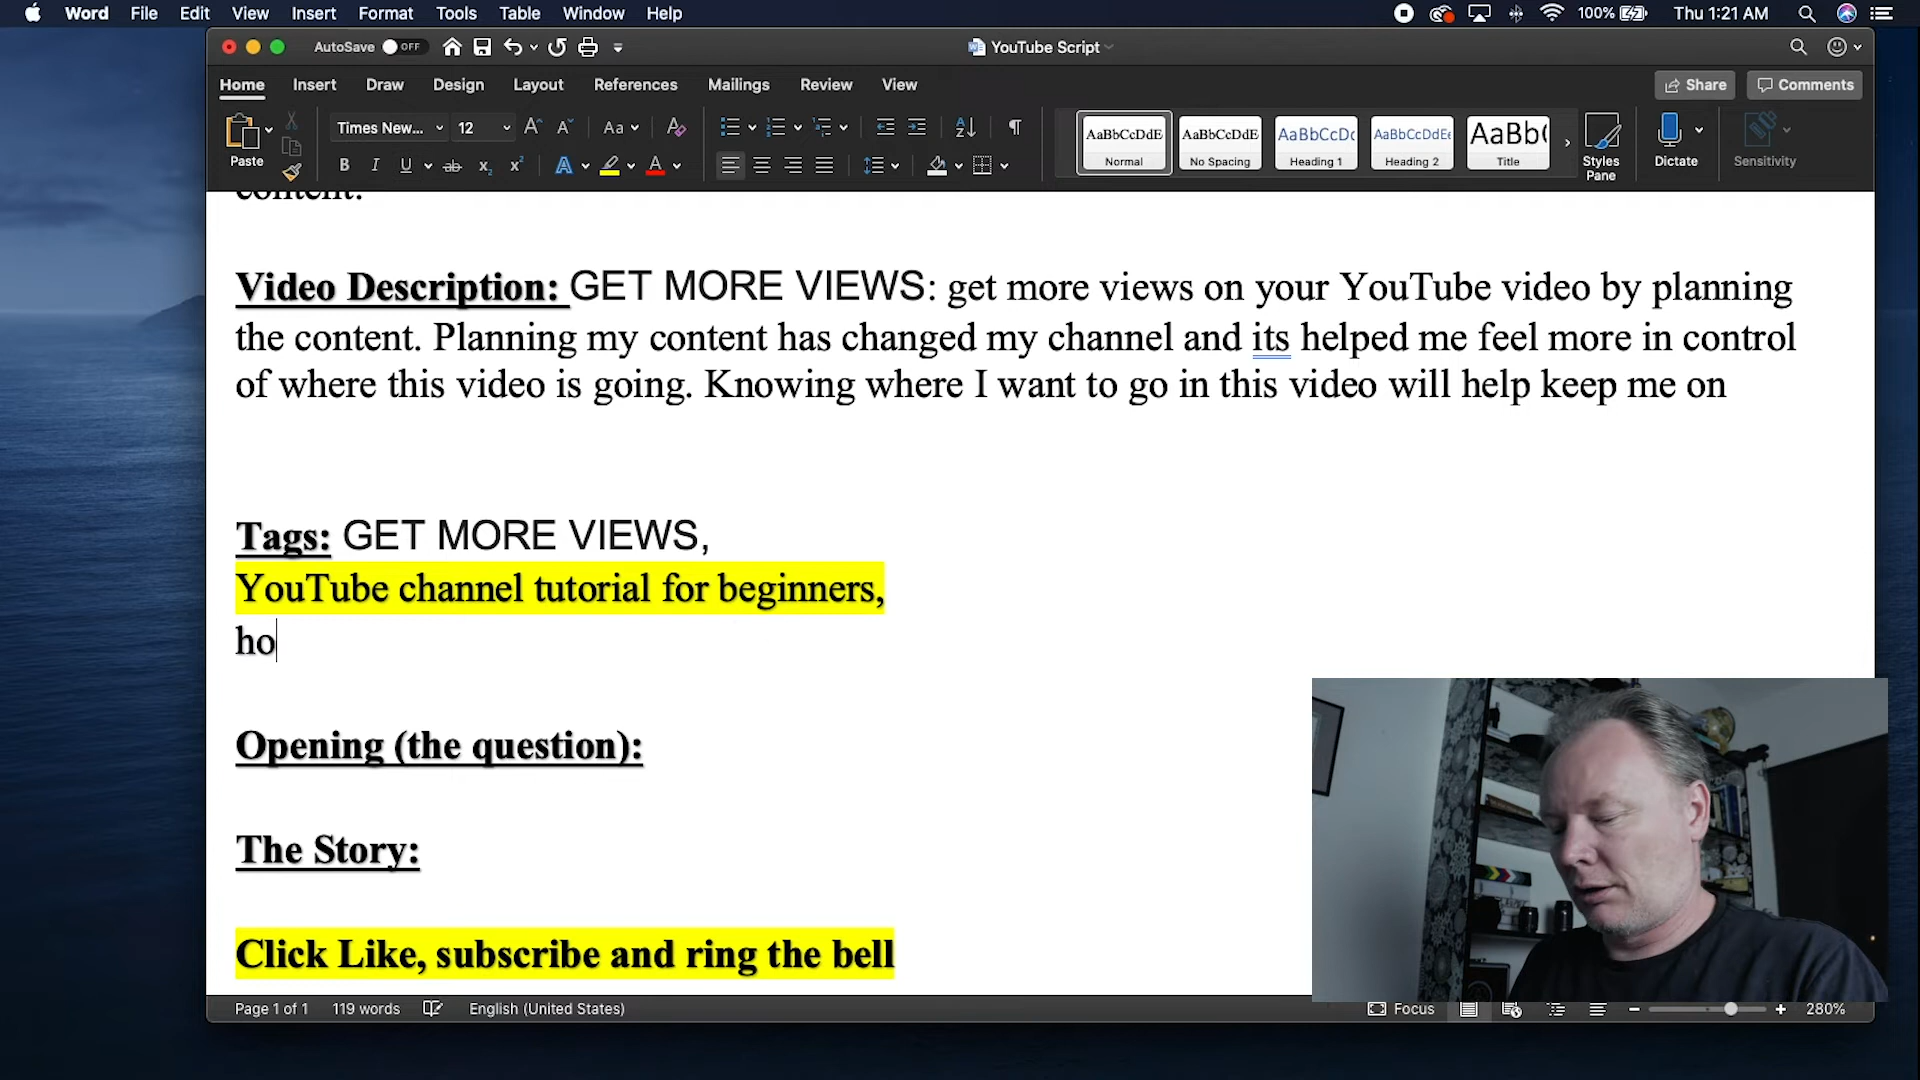 Word File Edit View Insert Format Tools Table Window Help 100% Thu 1:21 AM
AutoSave OFF YouTube Script
Home Insert Draw Design Layout References Mailings Review View Share Comments
Times New... 12 Aa AaBbCcDdE AaBbCcDdE AaBbCcDc AaBbCcDdEe AaBb(
Paste Normal No Spacing Heading 1 Heading 2 Title Styles Pane Dictate Sensitivity
content.
Video Description: GET MORE VIEWS: get more views on your YouTube video by planning
the content. Planning my content has changed my channel and its helped me feel more in control
of where this video is going. Knowing where I want to go in this video will help keep me on
Tags: GET MORE VIEWS,
YouTube channel tutorial for beginners,
ho
Opening (the question):
The Story:
Click Like, subscribe and ring the bell
Page 1 of 1 119 words English (United States) Focus 280%